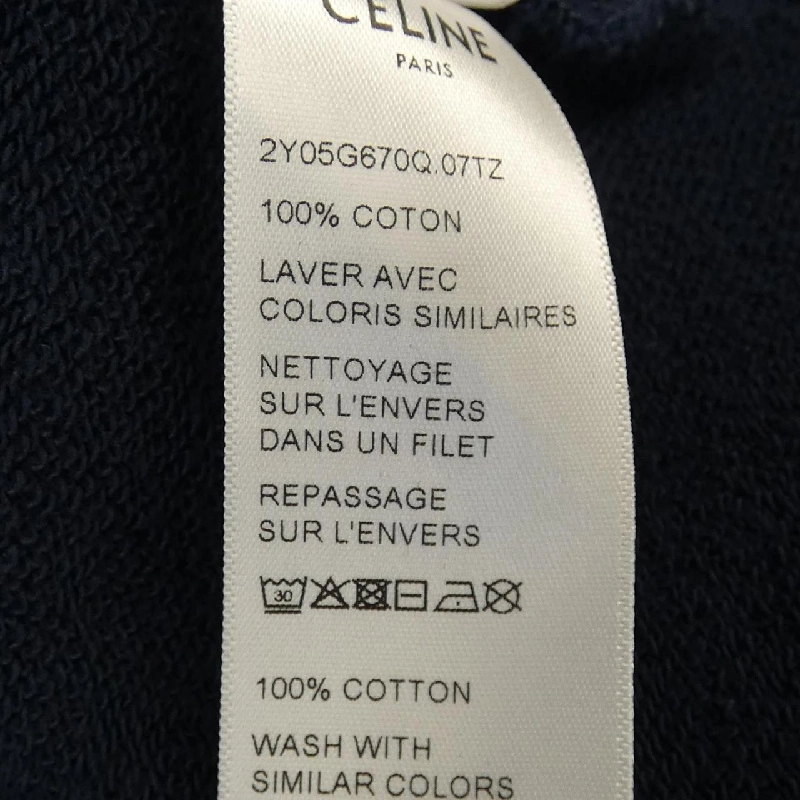 CELINE
PARIS
2Y05G670Q.07TZ
100% COTON
LAVER AVEC
COLORIS SIMILAIRES
NETTOYAGE
SUR L'ENVERS
DANS UN FILET
REPASSAGE
SUR L'ENVERS
30
100% COTTON
WASH WITH
SIMILAR COLORS